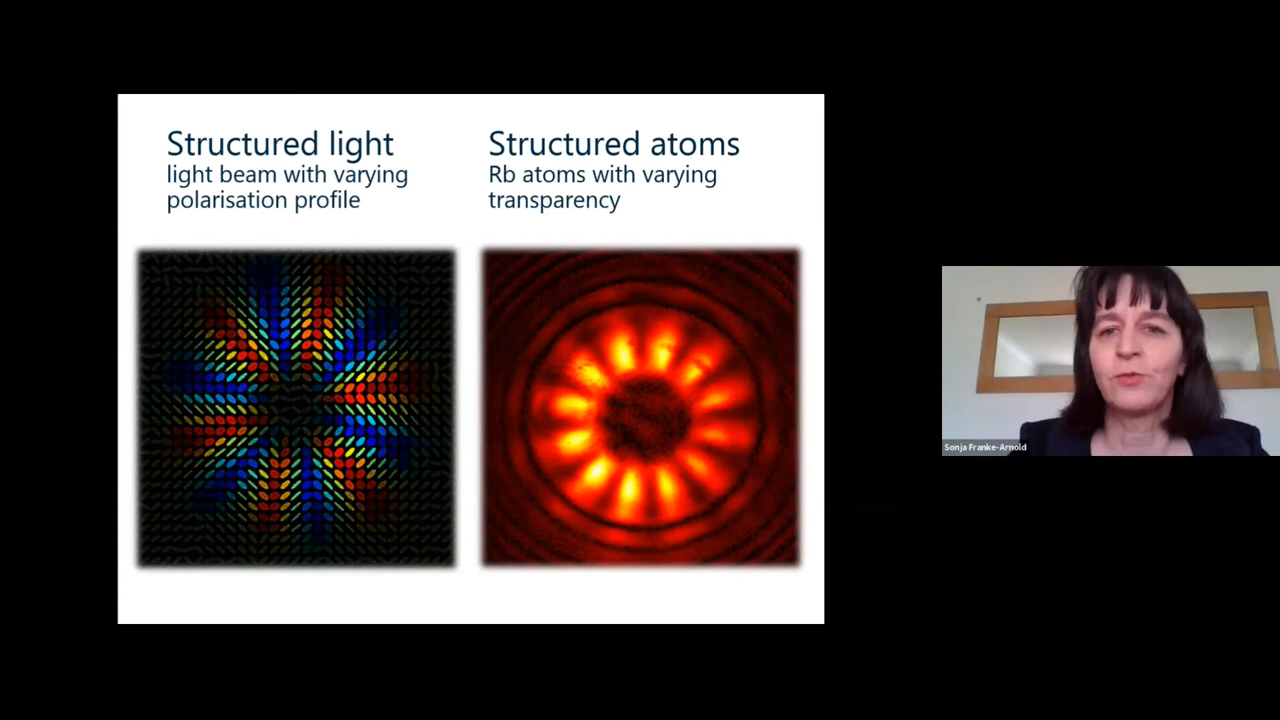 Structured light
light beam with varying
polarisation profile
Structured atoms
Rb atoms with varying
transparency
Sonja Franke-Arnold